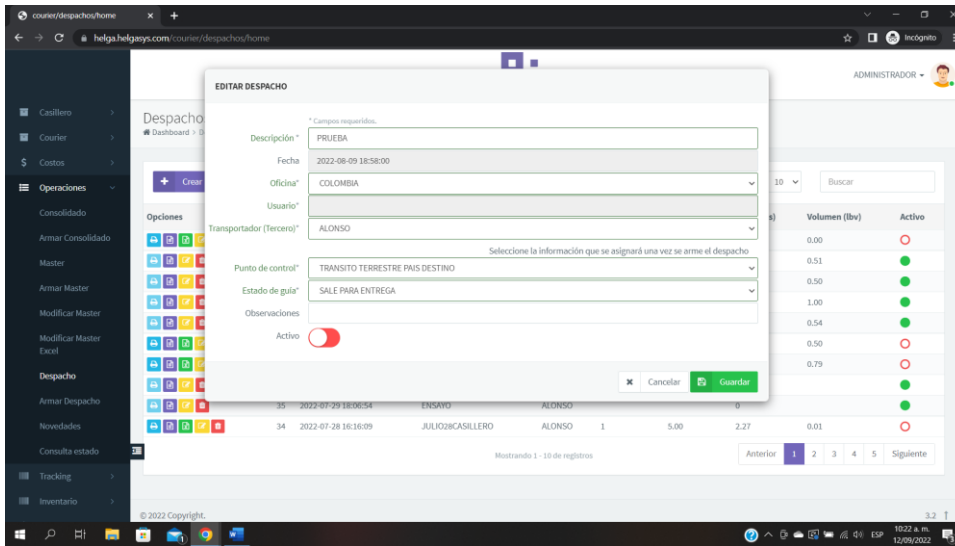 courier/despachos/home
helga.helgasys.com/courier/despachos/home
Incógnito
ADMINISTRADOR
Casillero
Courier
Costos
Operaciones
Consolidado
Armar Consolidado
Master
Armar Master
Modificar Master
Modificar Master Excel
Despacho
Armar Despacho
Novedades
Consulta estado
Tracking
Inventario
Despacho
Dashboard
+ Crear
10
Buscar
Opciones
Volumen (lbv)
Activo
0.00
0.51
0.50
1.00
0.54
0.50
0.79
EDITAR DESPACHO
* Campos requeridos.
Descripción * PRUEBA
Fecha 2022-08-09 18:58:00
Oficina* COLOMBIA
Usuario*
Transportador (Tercero)* ALONSO
Seleccione la información que se asignará una vez se arme el despacho
Punto de control* TRANSITO TERRESTRE PAIS DESTINO
Estado de guía* SALE PARA ENTREGA
Observaciones
Activo
Cancelar
Guardar
35 2022-07-29 18:06:54 ENSAYO ALONSO 0
34 2022-07-28 16:16:09 JULIO28CASILLERO ALONSO 1 5.00 2.27 0.01
Mostrando 1 - 10 de registros
Anterior 1 2 3 4 5 Siguiente
© 2022 Copyright.
3.2
ESP
10:22 a. m.
12/09/2022